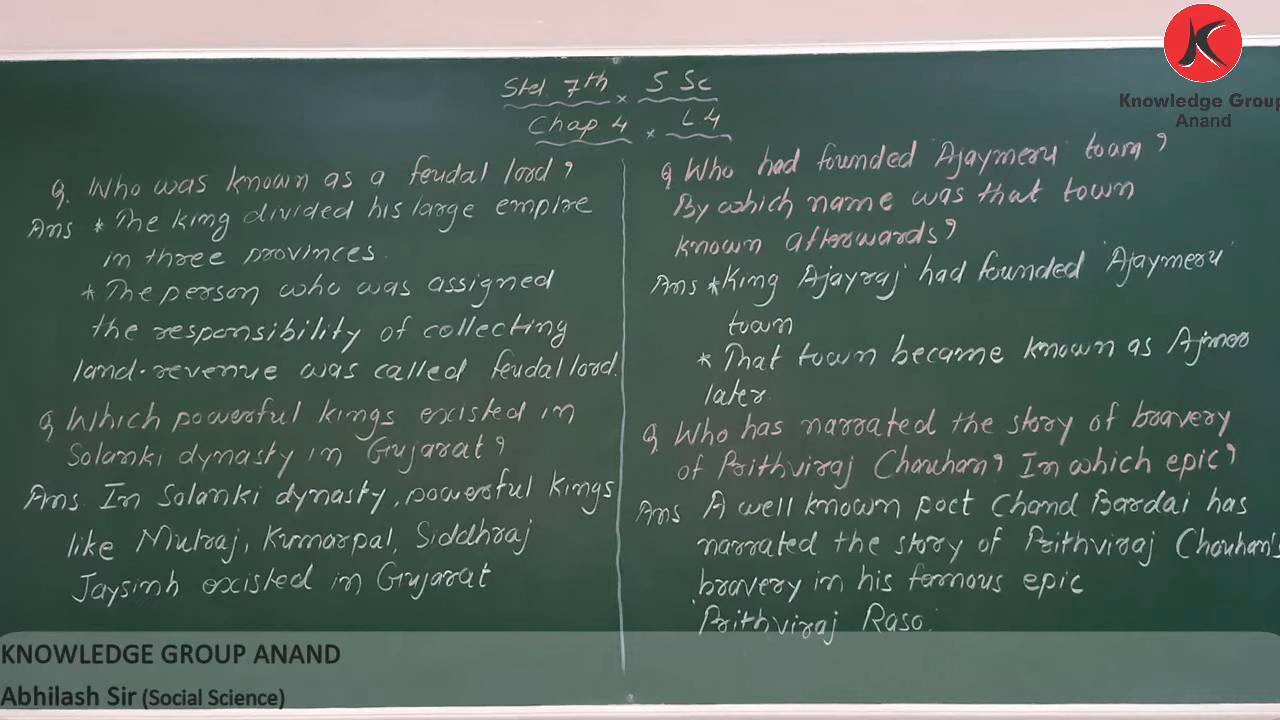 Knowledge Group
Anand
Std 7th x S Sc
Chap 4 x L 4
Q. Who was known as a feudal lord?
Ans * The king divided his large empire
in three provinces.
* The person who was assigned
the responsibility of collecting
land-revenue was called feudal lord.
Q Which powerful kings excisted in
Solanki dynasty in Gujarat?
Ans. In Solanki dynasty, powerful kings
like Mulraj, Kumarpal, Siddhraj
Jaysinh excisted in Gujarat
Q Who had founded 'Ajaymeru' town?
By which name was that town
known afterwards?
Ans * King Ajayraj had founded 'Ajaymeru'
town
* That town became known as Ajmer
later.
Q Who has narrated the story of bravery
of Prithviraj Chauhan? In which epic?
Ans A well known poet Chand Bardai has
narrated the story of Prithviraj Chauhan's
bravery in his famous epic
'Prithviraj Raso.'
KNOWLEDGE GROUP ANAND
Abhilash Sir (Social Science)